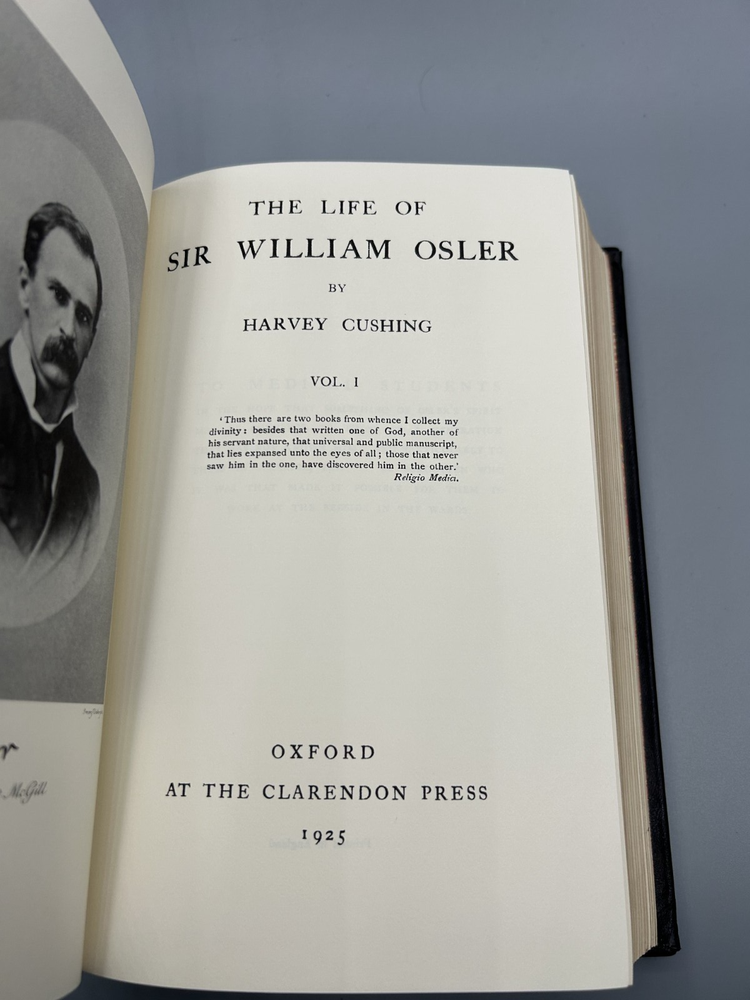 McGill
THE LIFE OF
SIR WILLIAM OSLER
BY
HARVEY CUSHING
VOL. I
‘Thus there are two books from whence I collect my
divinity : besides that written one of God, another of
his servant nature, that universal and public manuscript,
that lies expansed unto the eyes of all ; those that never
saw him in the one, have discovered him in the other.’
Religio Medici.
TO MEDICAL STUDENTS
OXFORD
AT THE CLARENDON PRESS
1925